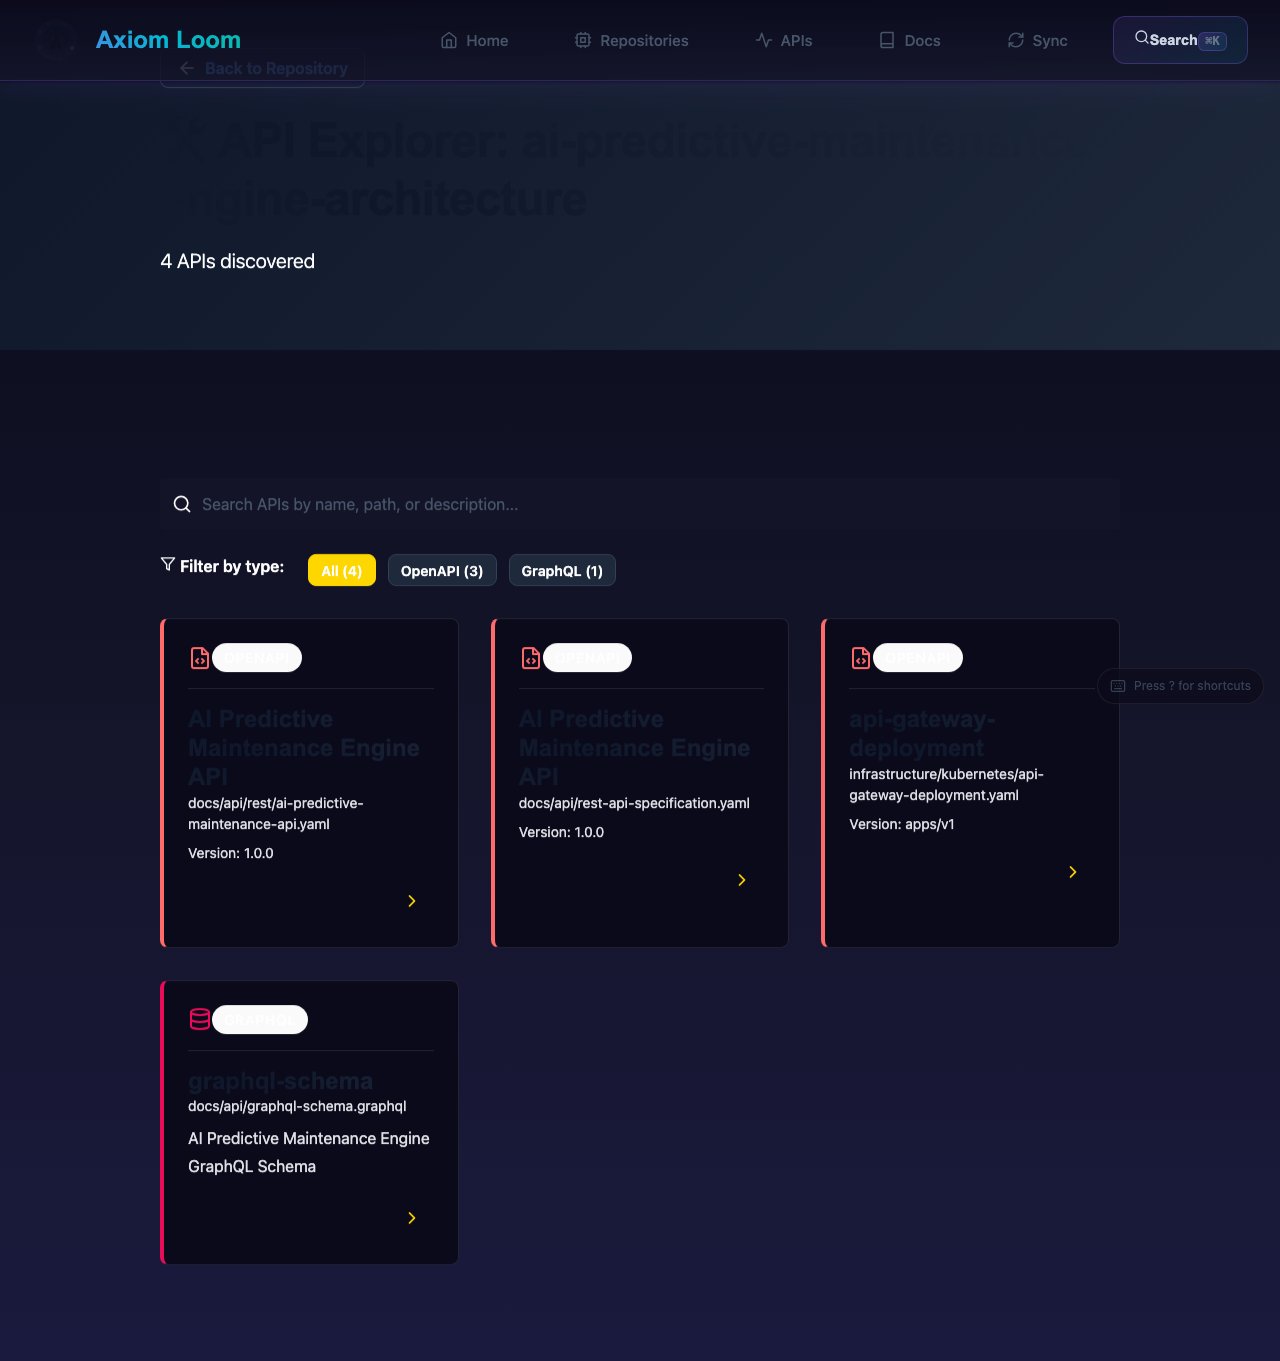 Axiom Loom
Home
Repositories
APIs
Docs
Sync
Search ⌘K
Back to Repository
API Explorer: ai-predictive-maintenance-
engine-architecture
4 APIs discovered
Search APIs by name, path, or description...
Filter by type:
All (4)
OpenAPI (3)
GraphQL (1)
OPENAPI
AI Predictive
Maintenance Engine
API
docs/api/rest/ai-predictive-
maintenance-api.yaml
Version: 1.0.0
OPENAPI
AI Predictive
Maintenance Engine
API
docs/api/rest-api-specification.yaml
Version: 1.0.0
OPENAPI
api-gateway-
deployment
infrastructure/kubernetes/api-
gateway-deployment.yaml
Version: apps/v1
Press ? for shortcuts
GRAPHQL
graphql-schema
docs/api/graphql-schema.graphql
AI Predictive Maintenance Engine
GraphQL Schema